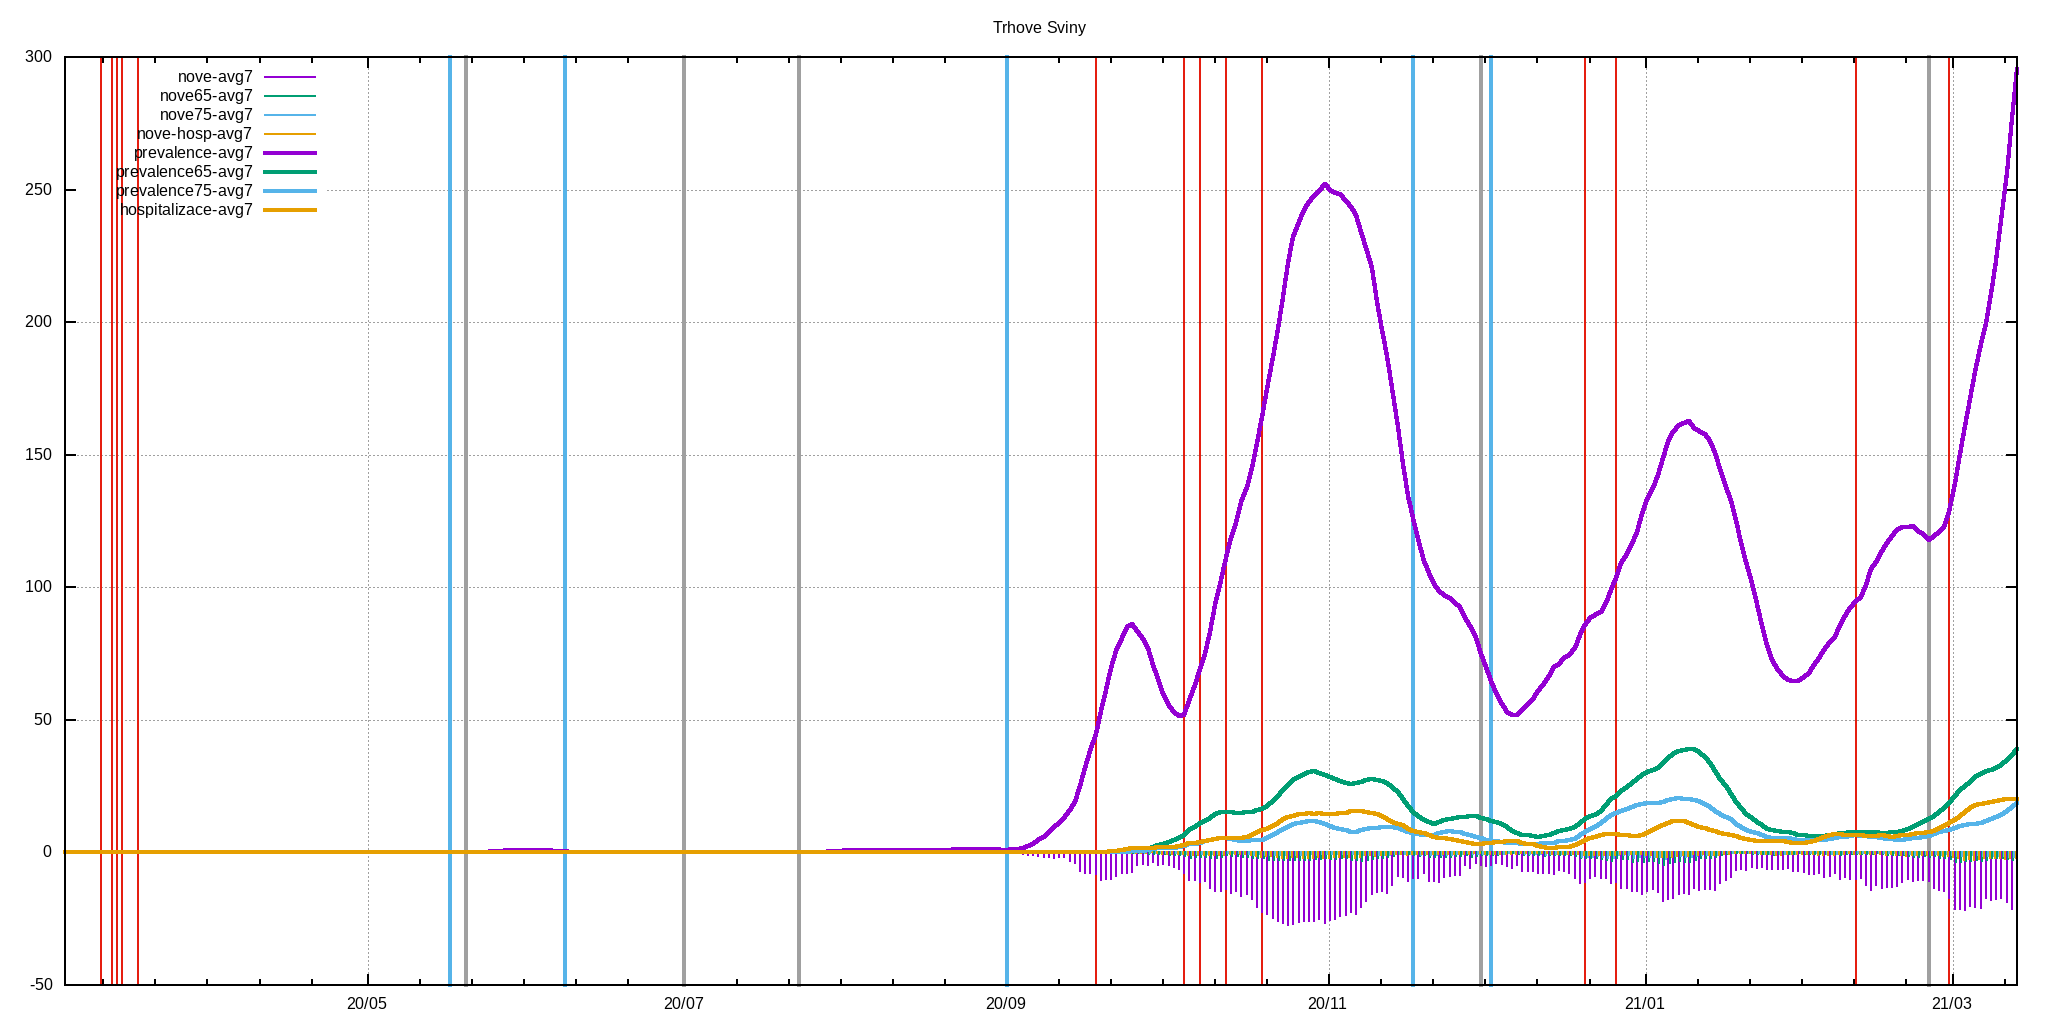 Trhove Sviny
300
250
200
150
100
50
0
-50
nove-avg7
nove65-avg7
nove75-avg7
nove-hosp-avg7
prevalence-avg7
prevalence65-avg7
prevalence75-avg7
hospitalizace-avg7
20/05
20/07
20/09
20/11
21/01
21/03